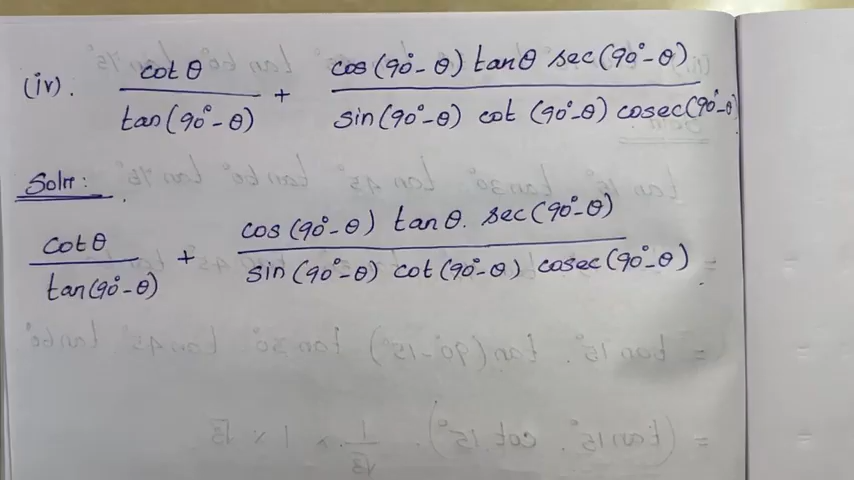 (iv). cot θ / tan(90° - θ) + cos(90° - θ) tan θ sec(90° - θ) / sin(90° - θ) cot (90° - θ) cosec(90° - θ)
Soln:
cot θ / tan(90° - θ) + cos(90° - θ) tan θ. sec(90° - θ) / sin(90° - θ) cot(90° - θ) cosec(90° - θ).